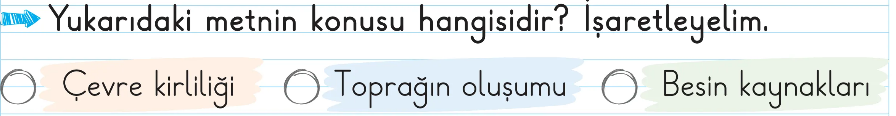 Yukarıdaki metnin konusu hangisidir? İşaretleyelim.
Çevre kirliliği Toprağın oluşumu Besin kaynakları